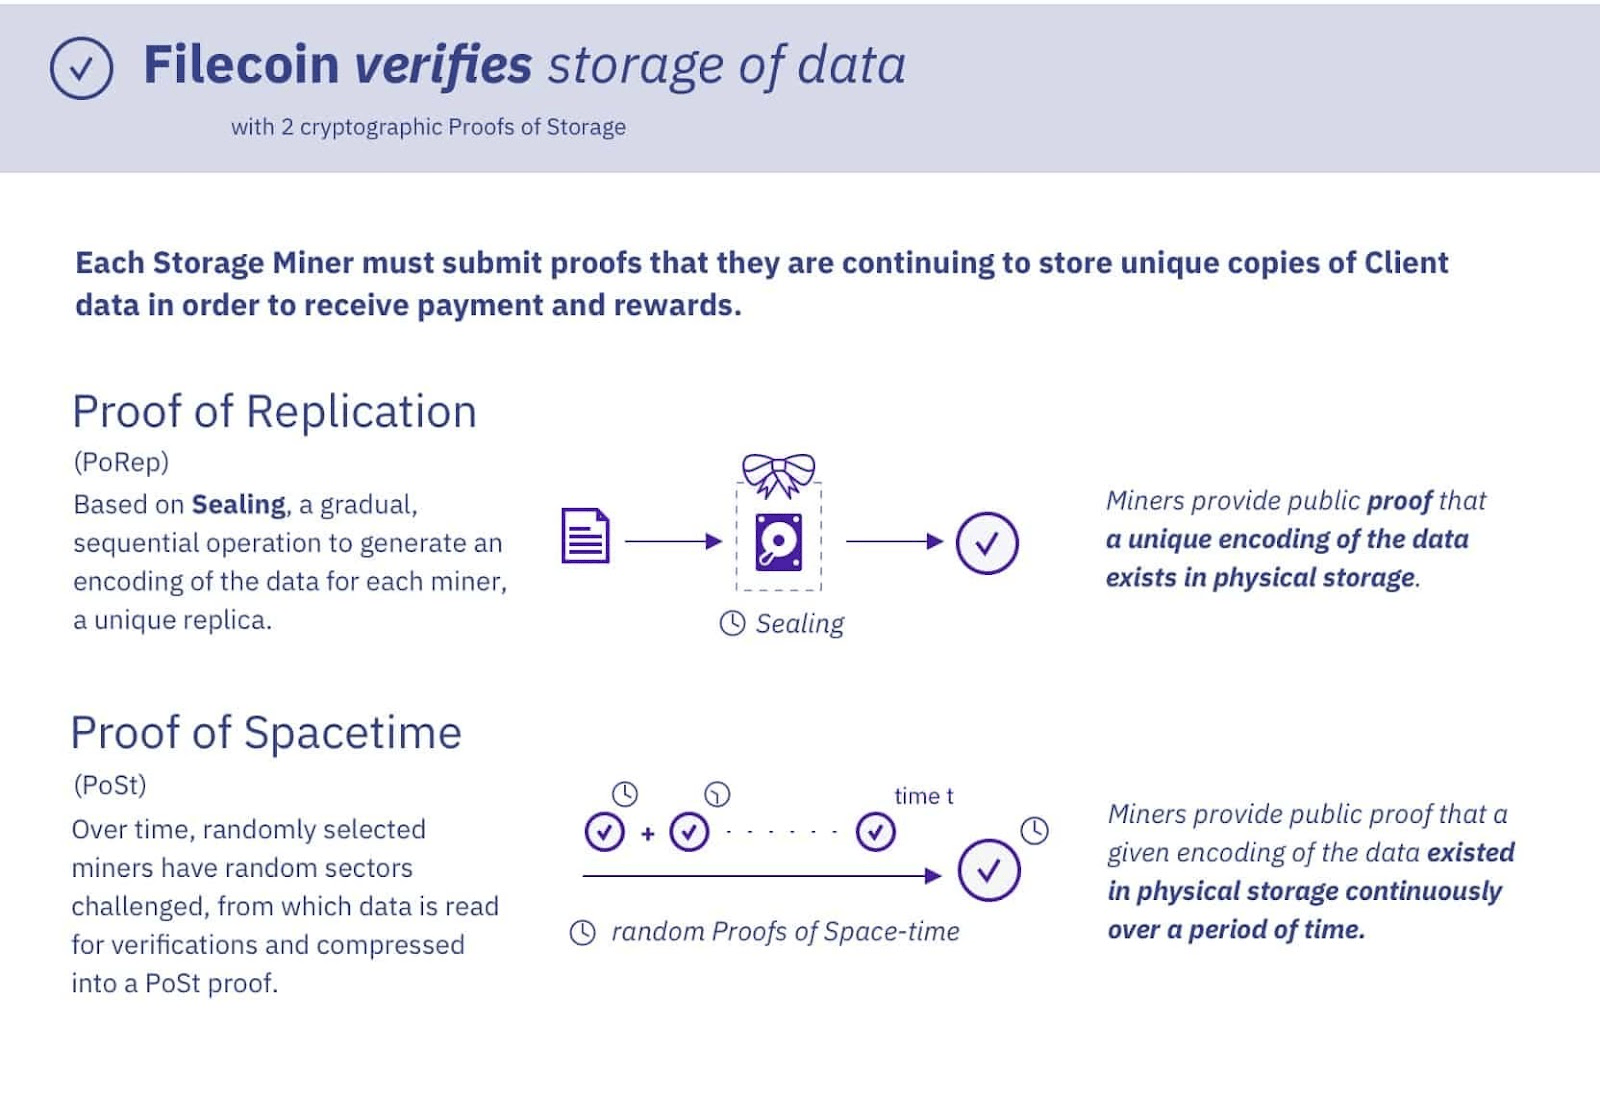 Filecoin verifies storage of data
with 2 cryptographic Proofs of Storage
Each Storage Miner must submit proofs that they are continuing to store unique copies of Client
data in order to receive payment and rewards.
Proof of Replication
(PoRep)
Based on Sealing, a gradual,
sequential operation to generate an
encoding of the data for each miner,
a unique replica.
Sealing
Miners provide public proof that
a unique encoding of the data
exists in physical storage.
Proof of Spacetime
(PoSt)
Over time, randomly selected
miners have random sectors
challenged, from which data is read
for verifications and compressed
into a PoSt proof.
time t
+
random Proofs of Space-time
Miners provide public proof that a
given encoding of the data existed
in physical storage continuously
over a period of time.